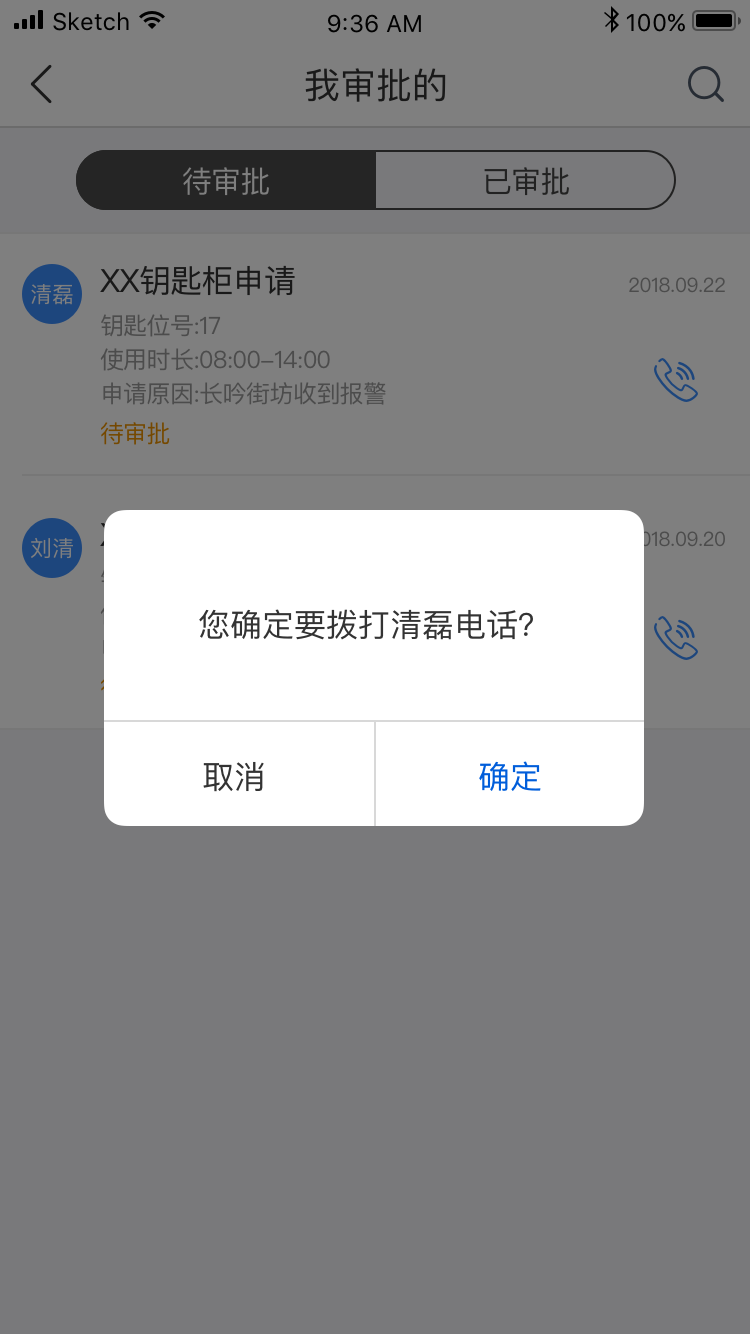 Sketch 9:36 AM 100%
我审批的
待审批 已审批
清磊 XX钥匙柜申请 2018.09.22
钥匙位号:17
使用时长:08:00–14:00
申请原因:长吟街坊收到报警
待审批
刘清 018.09.20
您确定要拨打清磊电话?
取消 确定